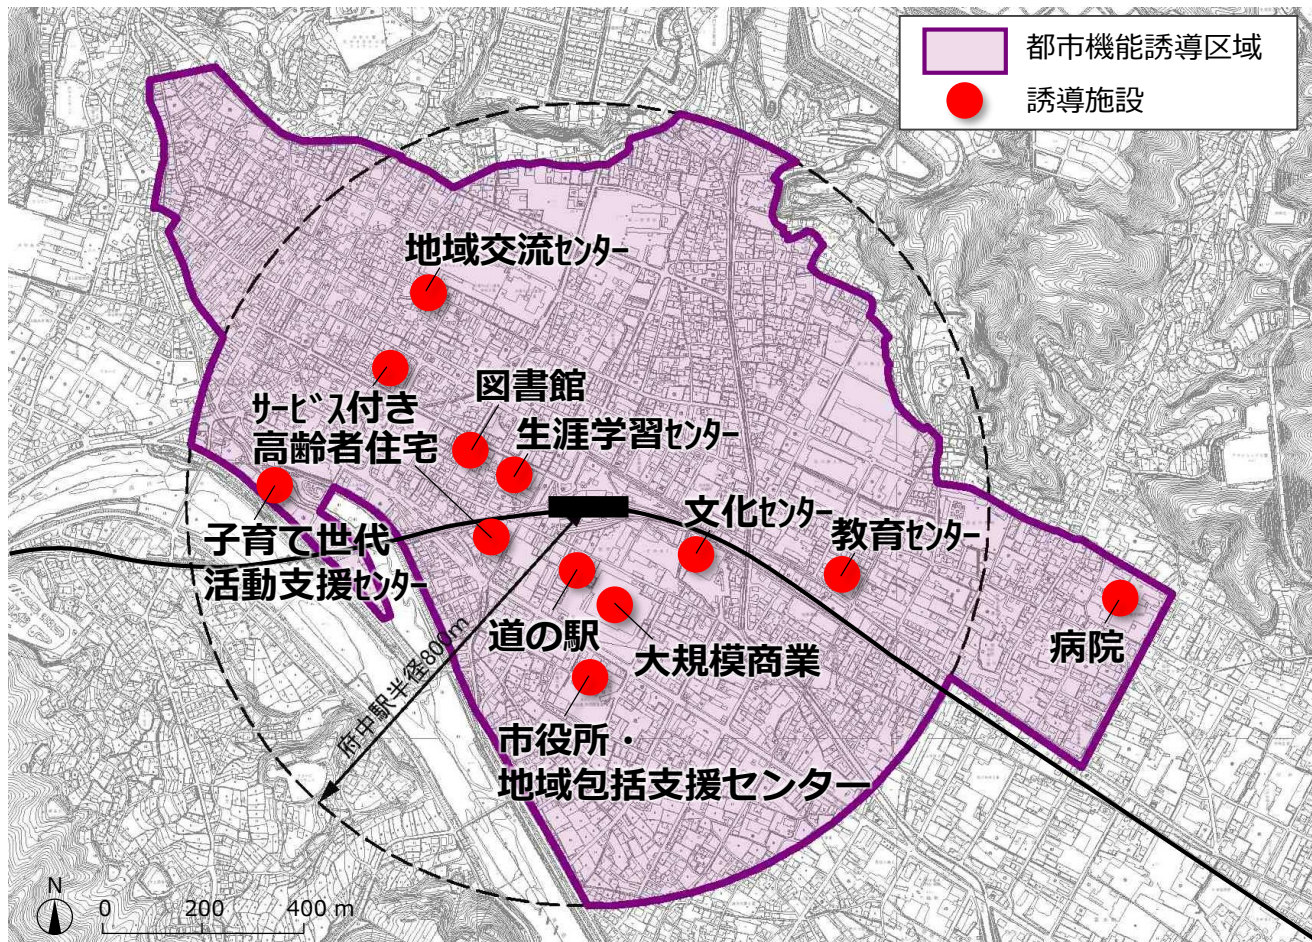 都市機能誘導区域
誘導施設
地域交流センター
図書館
サービス付き
高齢者住宅
生涯学習センター
文化センター
教育センター
子育て世代
活動支援センター
道の駅
大規模商業
病院
府中駅半径800m
市役所・
地域包括支援センター
N
0 200 400 m